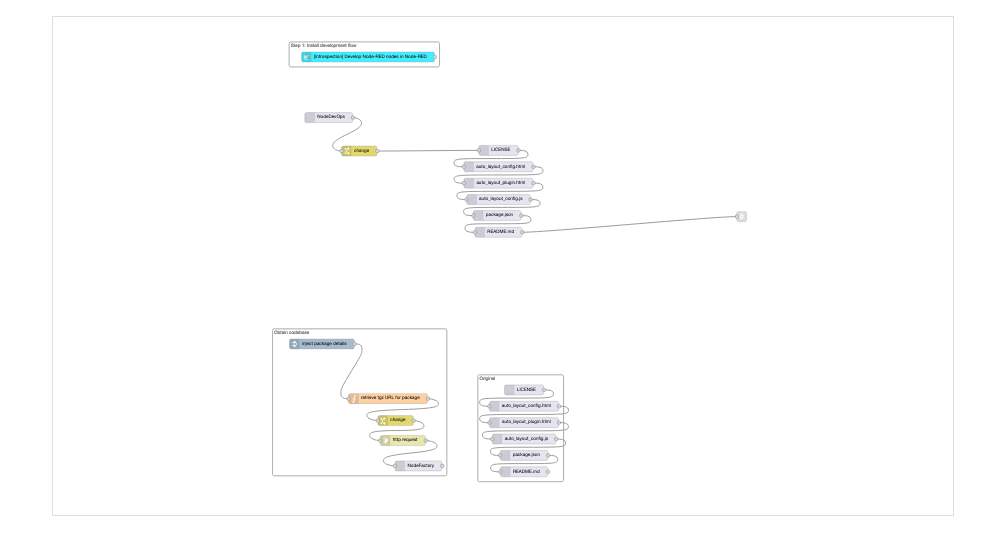 Step 1: Install development flow
[Introspection] Develop Node-RED nodes in Node-RED
NodeDevOps
change
LICENSE
auto_layout_config.html
auto_layout_plugin.html
auto_layout_config.js
package.json
README.md
Obtain codebase
inject package details
retrieve tgz URL for package
change
http request
NodeFactory
Original
LICENSE
auto_layout_config.html
auto_layout_plugin.html
auto_layout_config.js
package.json
README.md